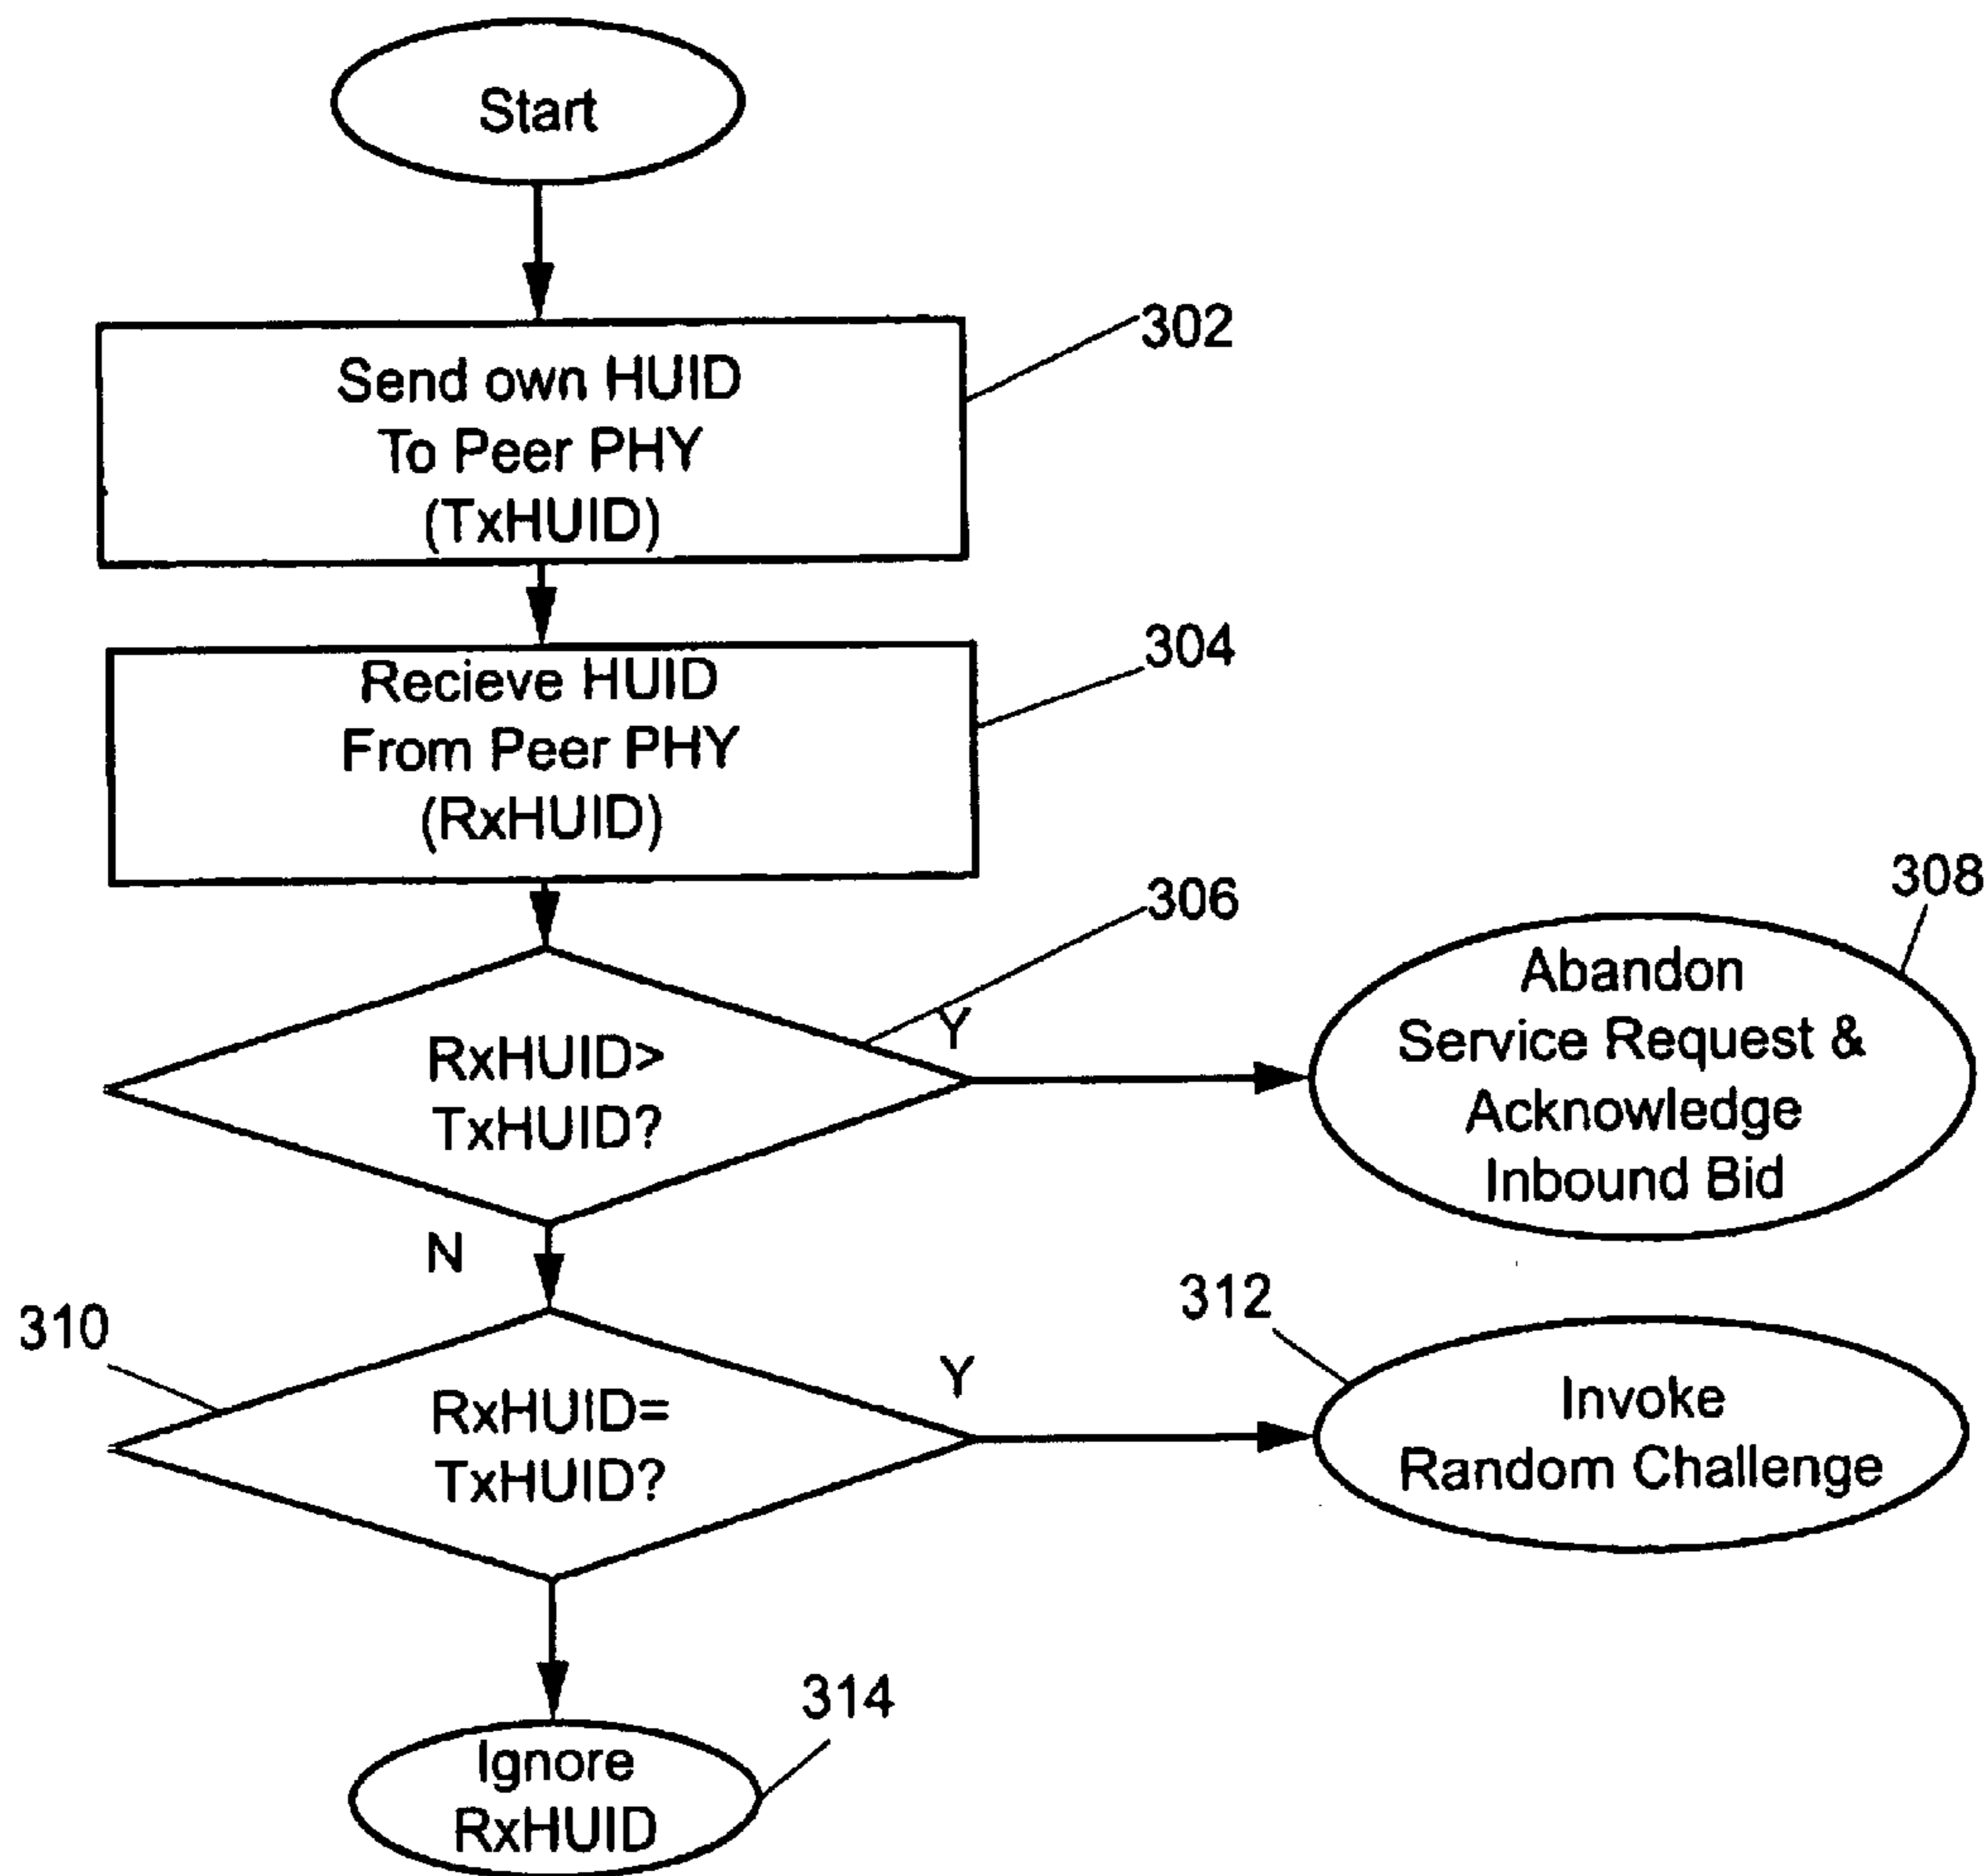 Start
302
Send own HUID
To Peer PHY
(TxHUID)
304
Recieve HUID
From Peer PHY
(RxHUID)
306
308
RxHUID>
TxHUID?
Y
Abandon
Service Request &
Acknowledge
Inbound Bid
N
310
RxHUID=
TxHUID?
Y
312
Invoke
Random Challenge
314
Ignore
RxHUID